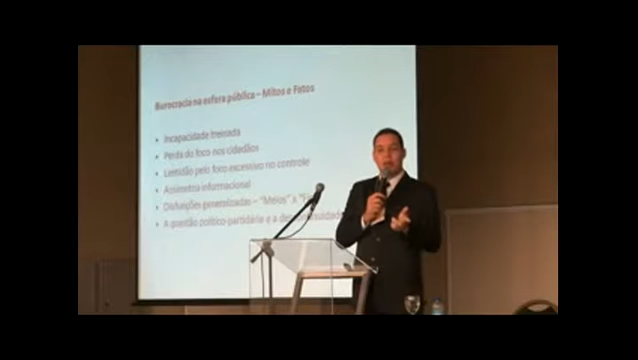 Burocracia na esfera pública – Mitos e Fatos
• Incapacidade treinada
• Perda do foco nos cidadãos
• Lentidão pelo foco excessivo no controle
• Assimetria informacional
• Disfunções generalizadas – "Meios" x
• A questão político-partidária e a